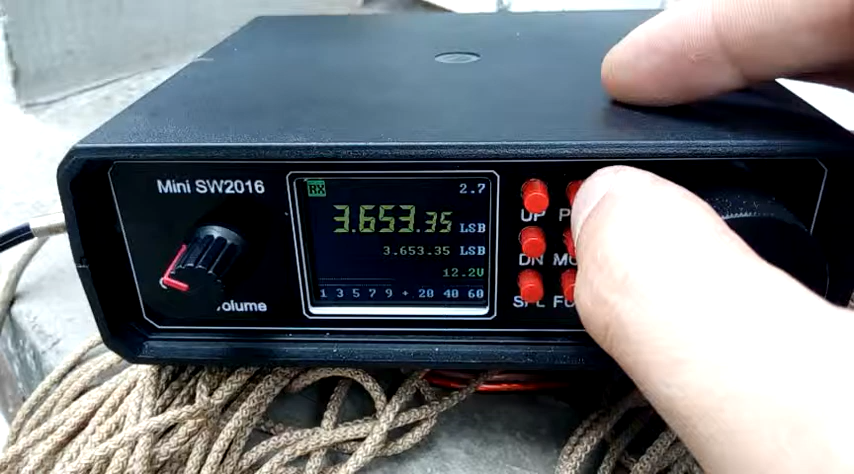 Mini SW2016
RX
2.7
3.653.35 LSB
3.653.35 LSB
12.2V
1 3 5 7 9 + 20 40 60
UP
DN
SPL